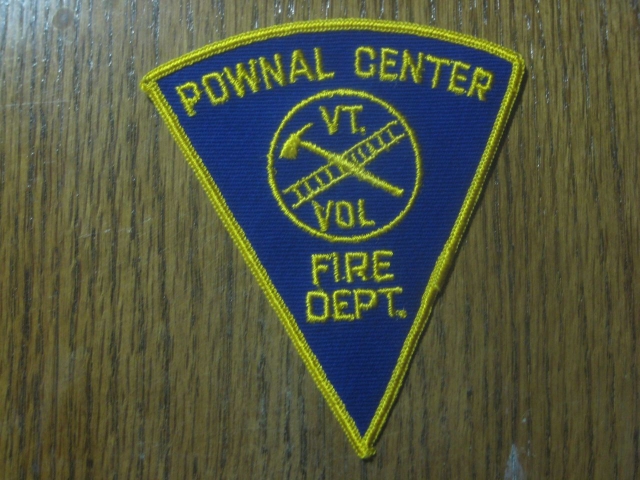 POWNAL CENTER
VT.
VOL
FIRE
DEPT.